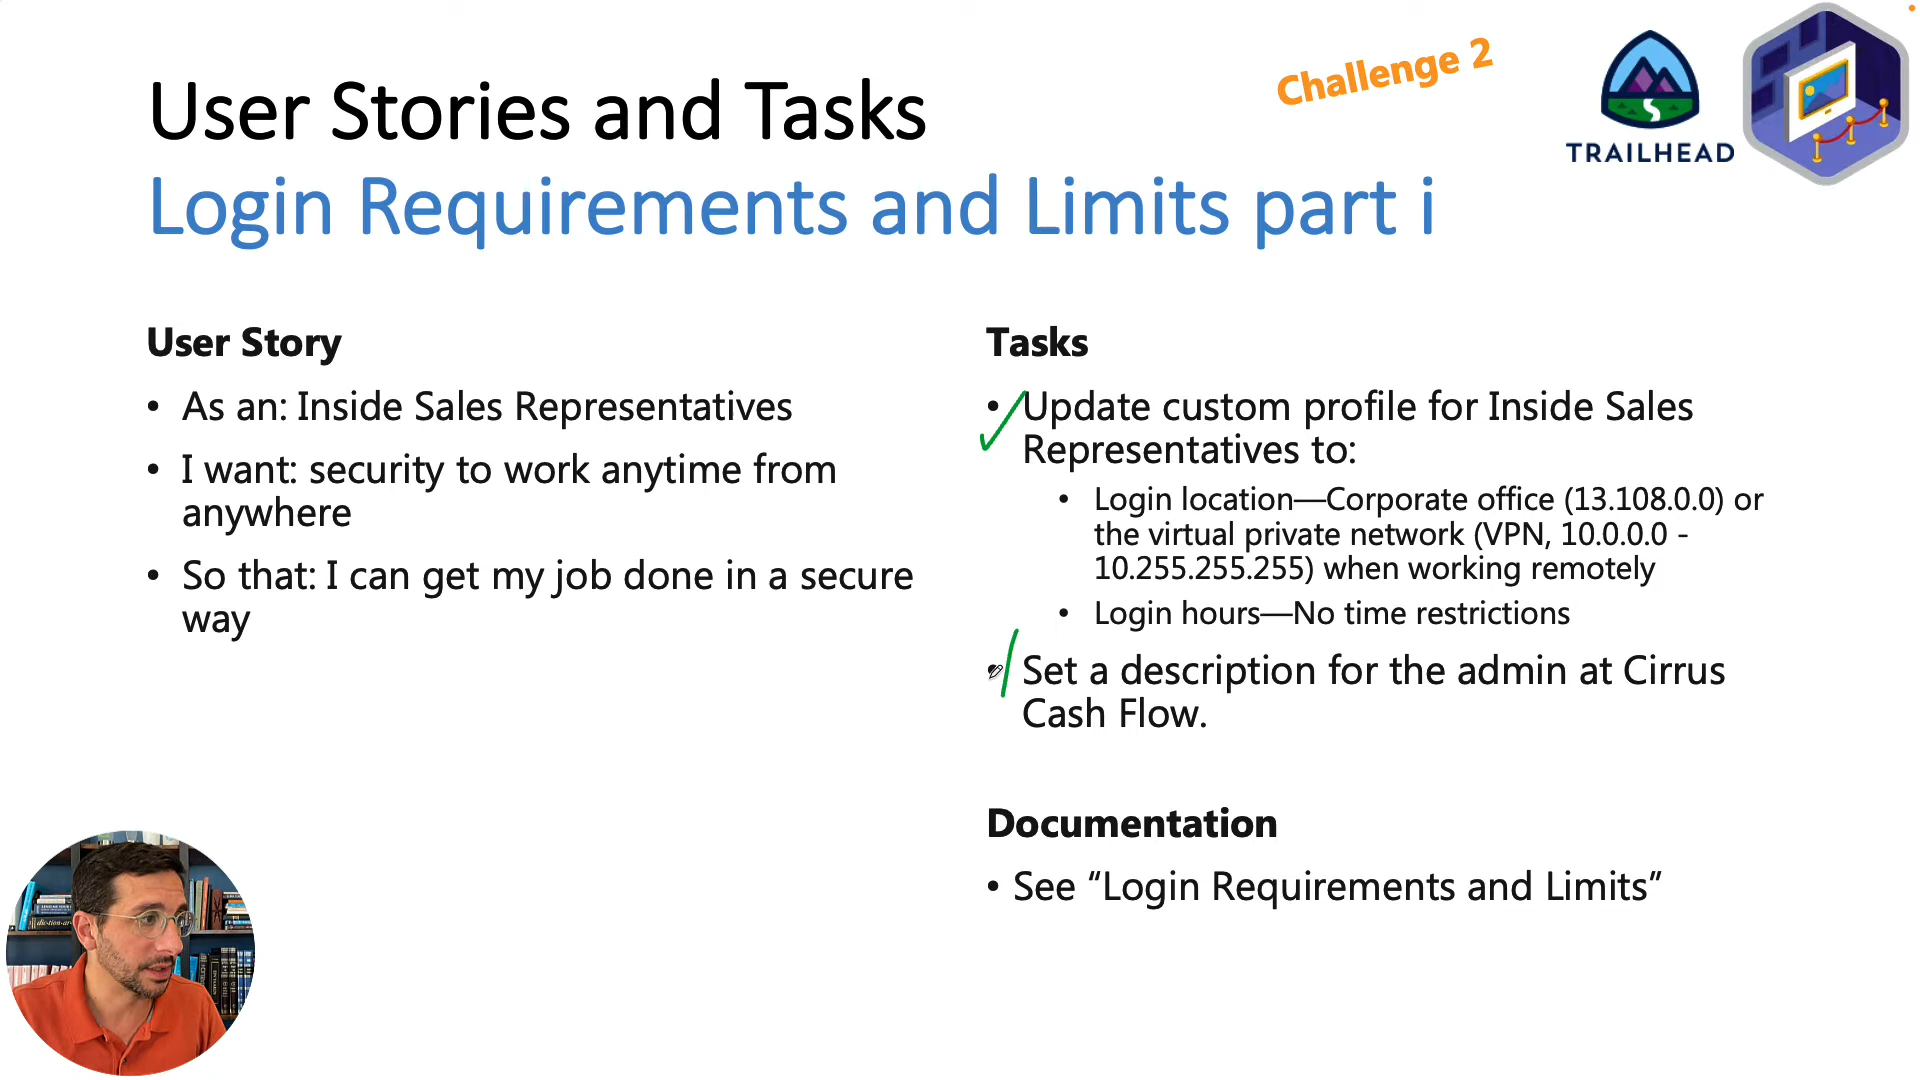 Challenge 2
TRAILHEAD
User Stories and Tasks
Login Requirements and Limits part i
User Story
• As an: Inside Sales Representatives
• I want: security to work anytime from
anywhere
• So that: I can get my job done in a secure
way
Tasks
• Update custom profile for Inside Sales
Representatives to:
• Login location—Corporate office (13.108.0.0) or
the virtual private network (VPN, 10.0.0.0 -
10.255.255.255) when working remotely
• Login hours—No time restrictions
Set a description for the admin at Cirrus
Cash Flow.
Documentation
• See “Login Requirements and Limits”